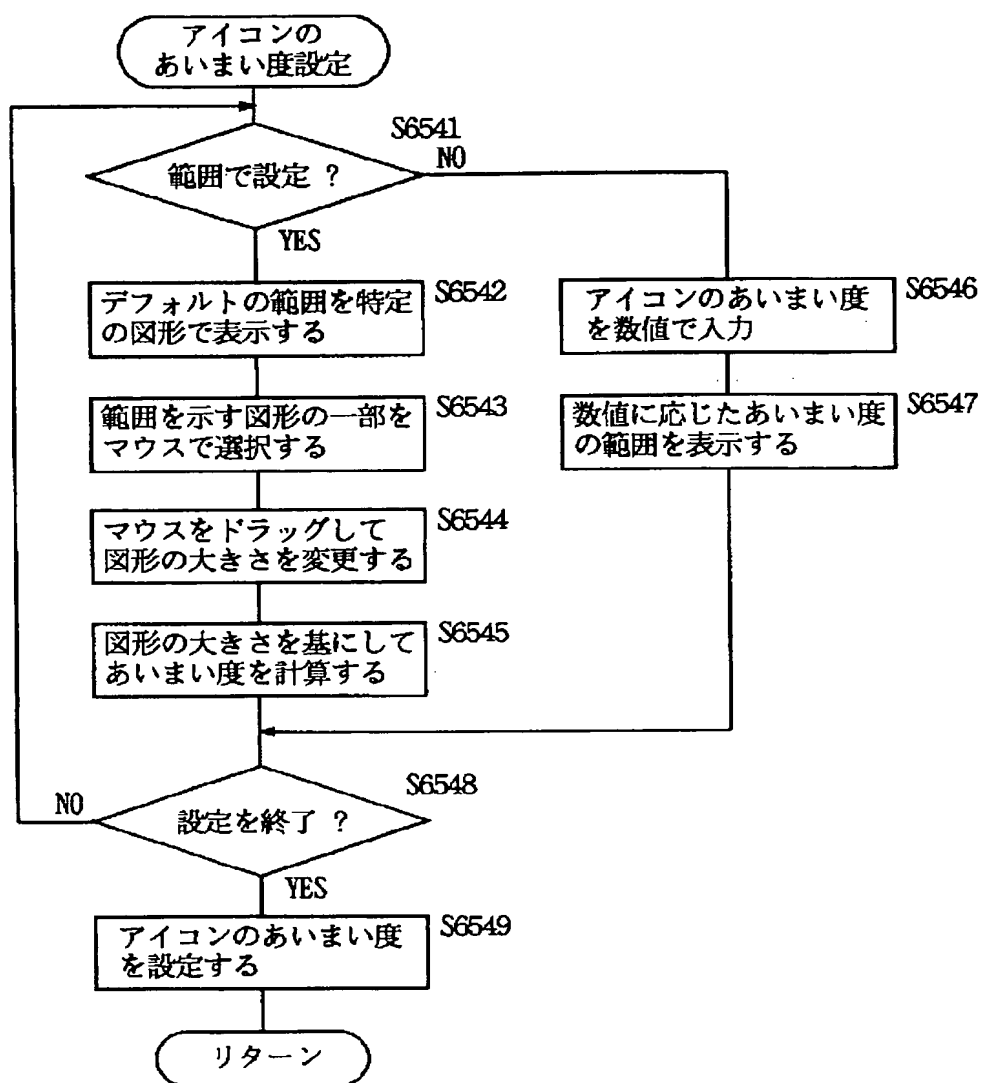 アイコンの
あいまい度設定
S6541
範囲で設定 ?
NO
YES
デフォルトの範囲を特定
の図形で表示する
S6542
範囲を示す図形の一部を
マウスで選択する
S6543
マウスをドラッグして
図形の大きさを変更する
S6544
図形の大きさを基にして
あいまい度を計算する
S6545
アイコンのあいまい度
を数値で入力
S6546
数値に応じたあいまい度
の範囲を表示する
S6547
S6548
設定を終了 ?
NO
YES
アイコンのあいまい度
を設定する
S6549
リターン